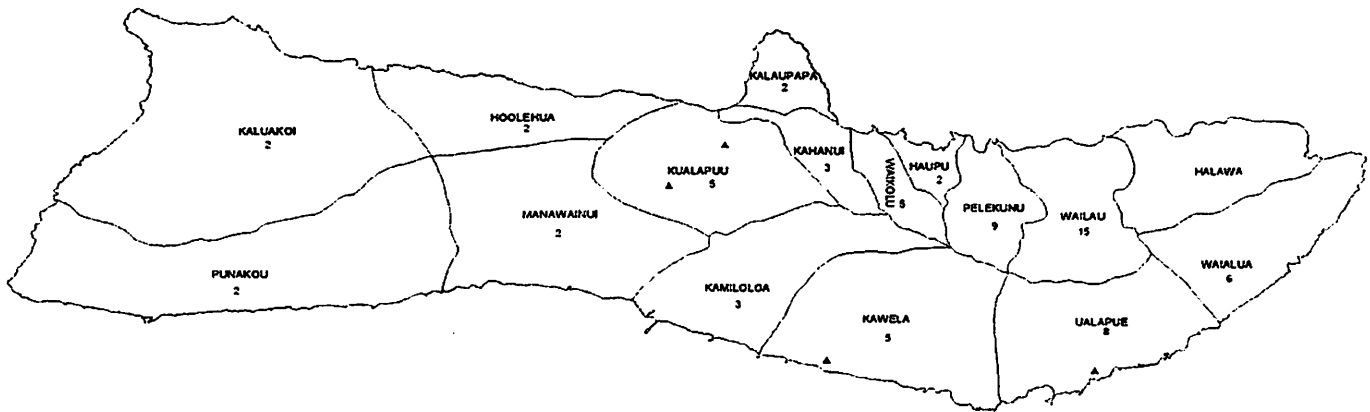 KALAUPAPA
2
HOOLEHUA
2
KALUAKOI
2
KAHANUI
3
KUALAPUU
5
WAIKOLU
5
HAUPU
2
HALAWA
PELEKUNU
9
WAILAU
15
MANAWAINUI
2
WAIALUA
6
PUNAKOU
2
KAMILOLOA
3
KAWELA
5
UALAPUE
8